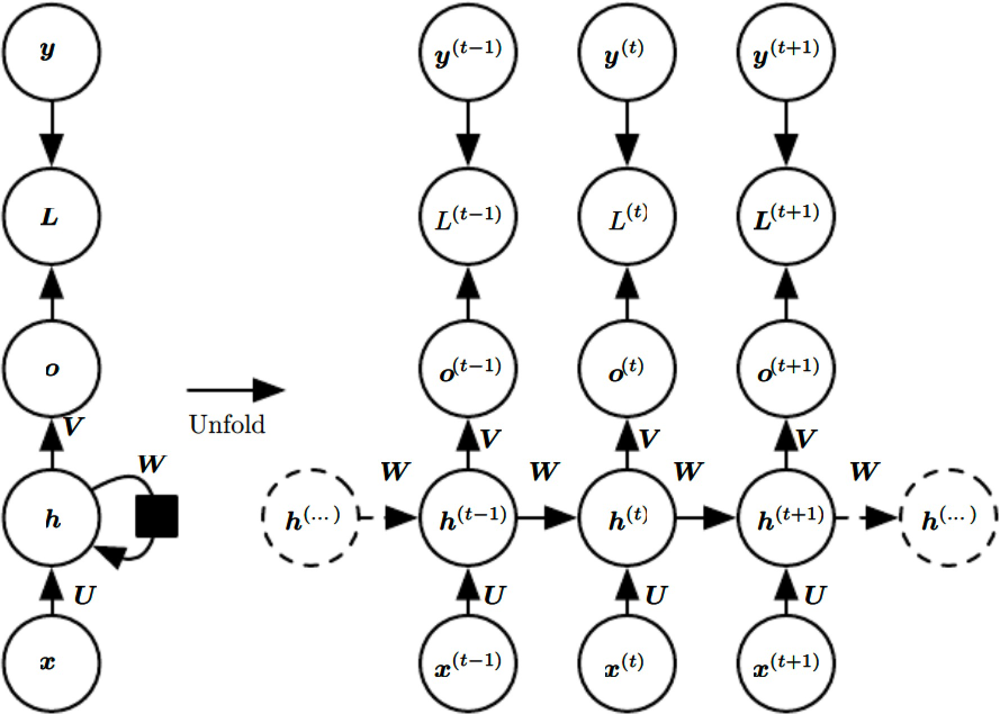 y y^(t−1) y^(t) y^(t+1)
L L^(t−1) L^(t) L^(t+1)
o o^(t−1) o^(t) o^(t+1)
Unfold
V V V V
W W W W W
h h^(...) h^(t−1) h^(t) h^(t+1) h^(...)
U U U U
x x^(t−1) x^(t) x^(t+1)